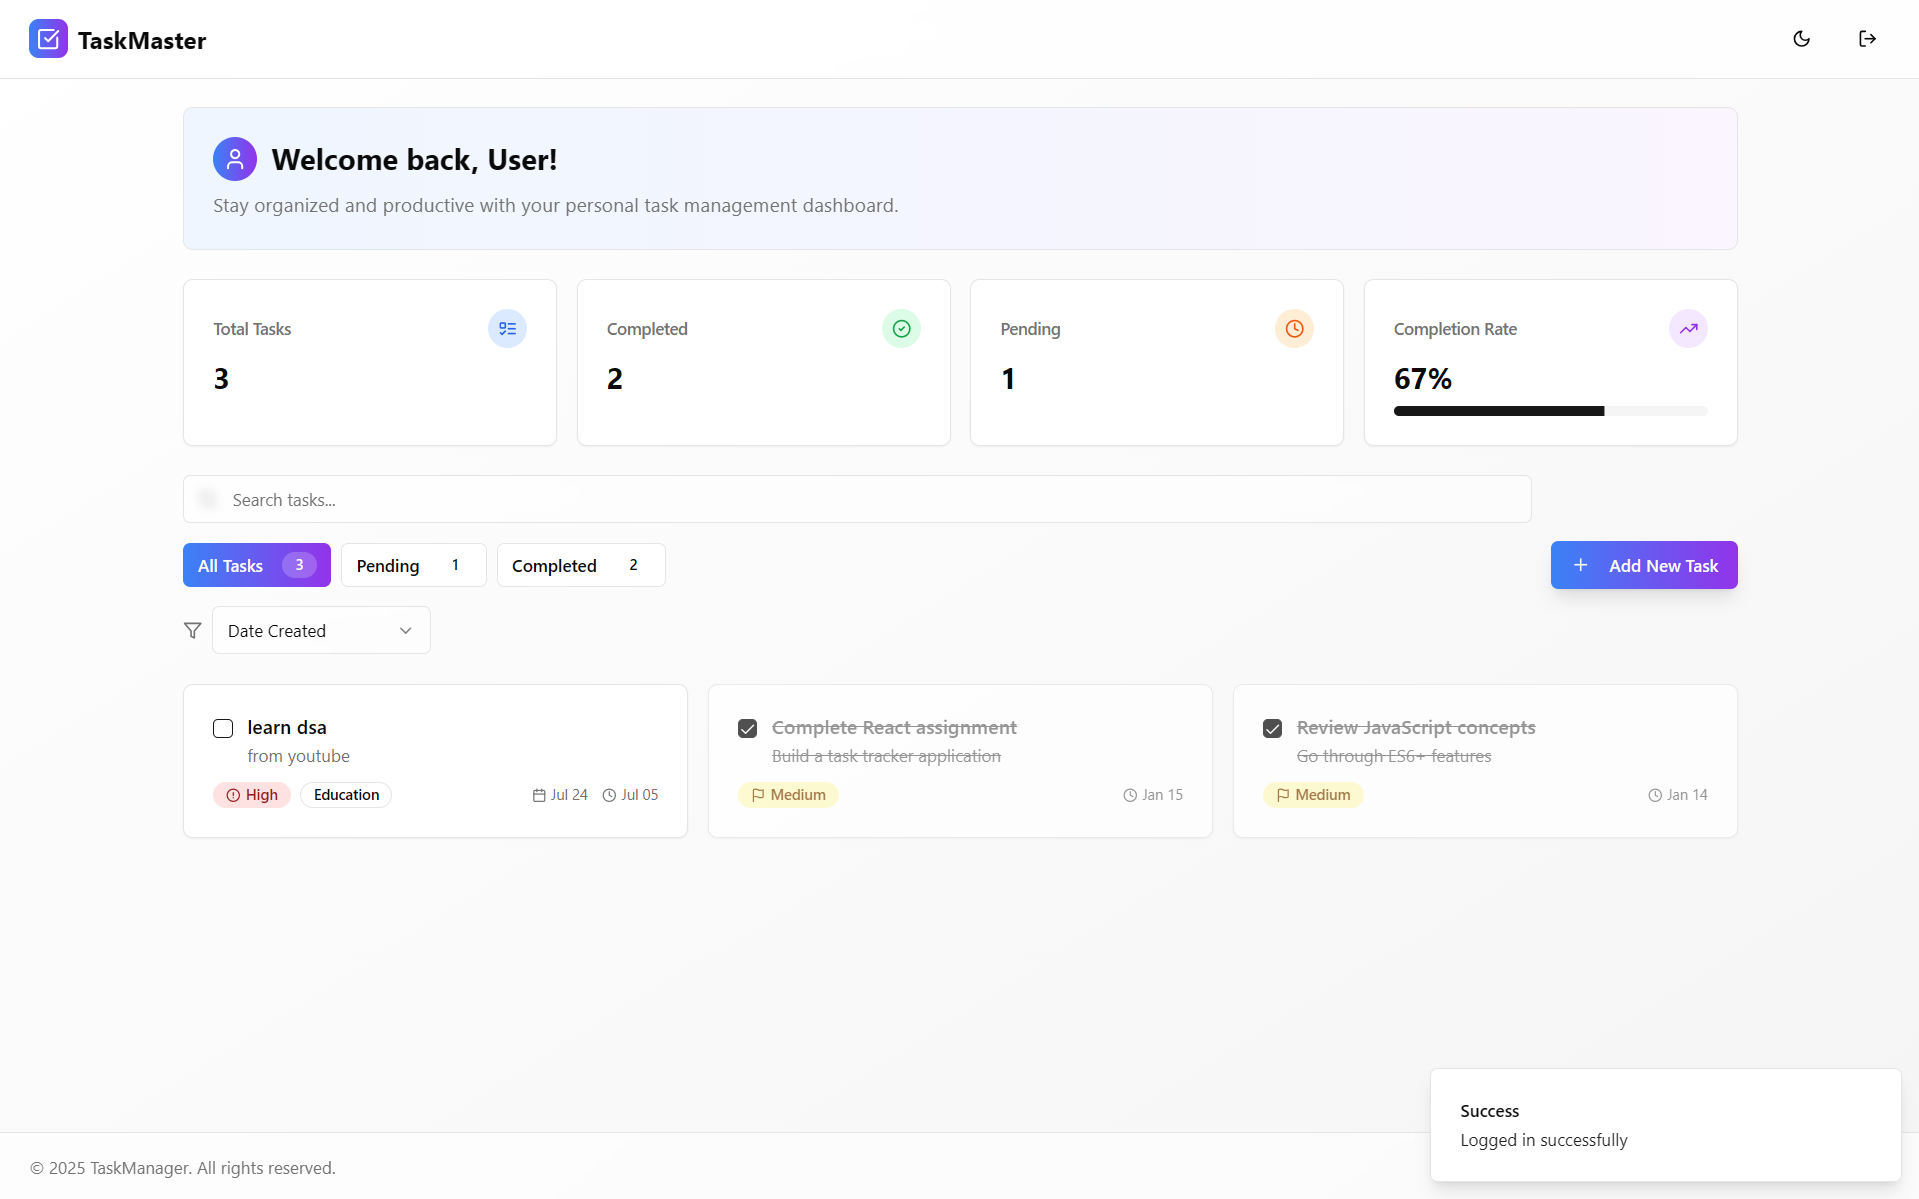 TaskMaster
Welcome back, User!
Stay organized and productive with your personal task management dashboard.
Total Tasks
3
Completed
2
Pending
1
Completion Rate
67%
Search tasks...
All Tasks 3
Pending 1
Completed 2
Add New Task
Date Created
learn dsa
from youtube
High Education Jul 24 Jul 05
Complete React assignment
Build a task tracker application
Medium Jan 15
Review JavaScript concepts
Go through ES6+ features
Medium Jan 14
Success
Logged in successfully
© 2025 TaskManager. All rights reserved.